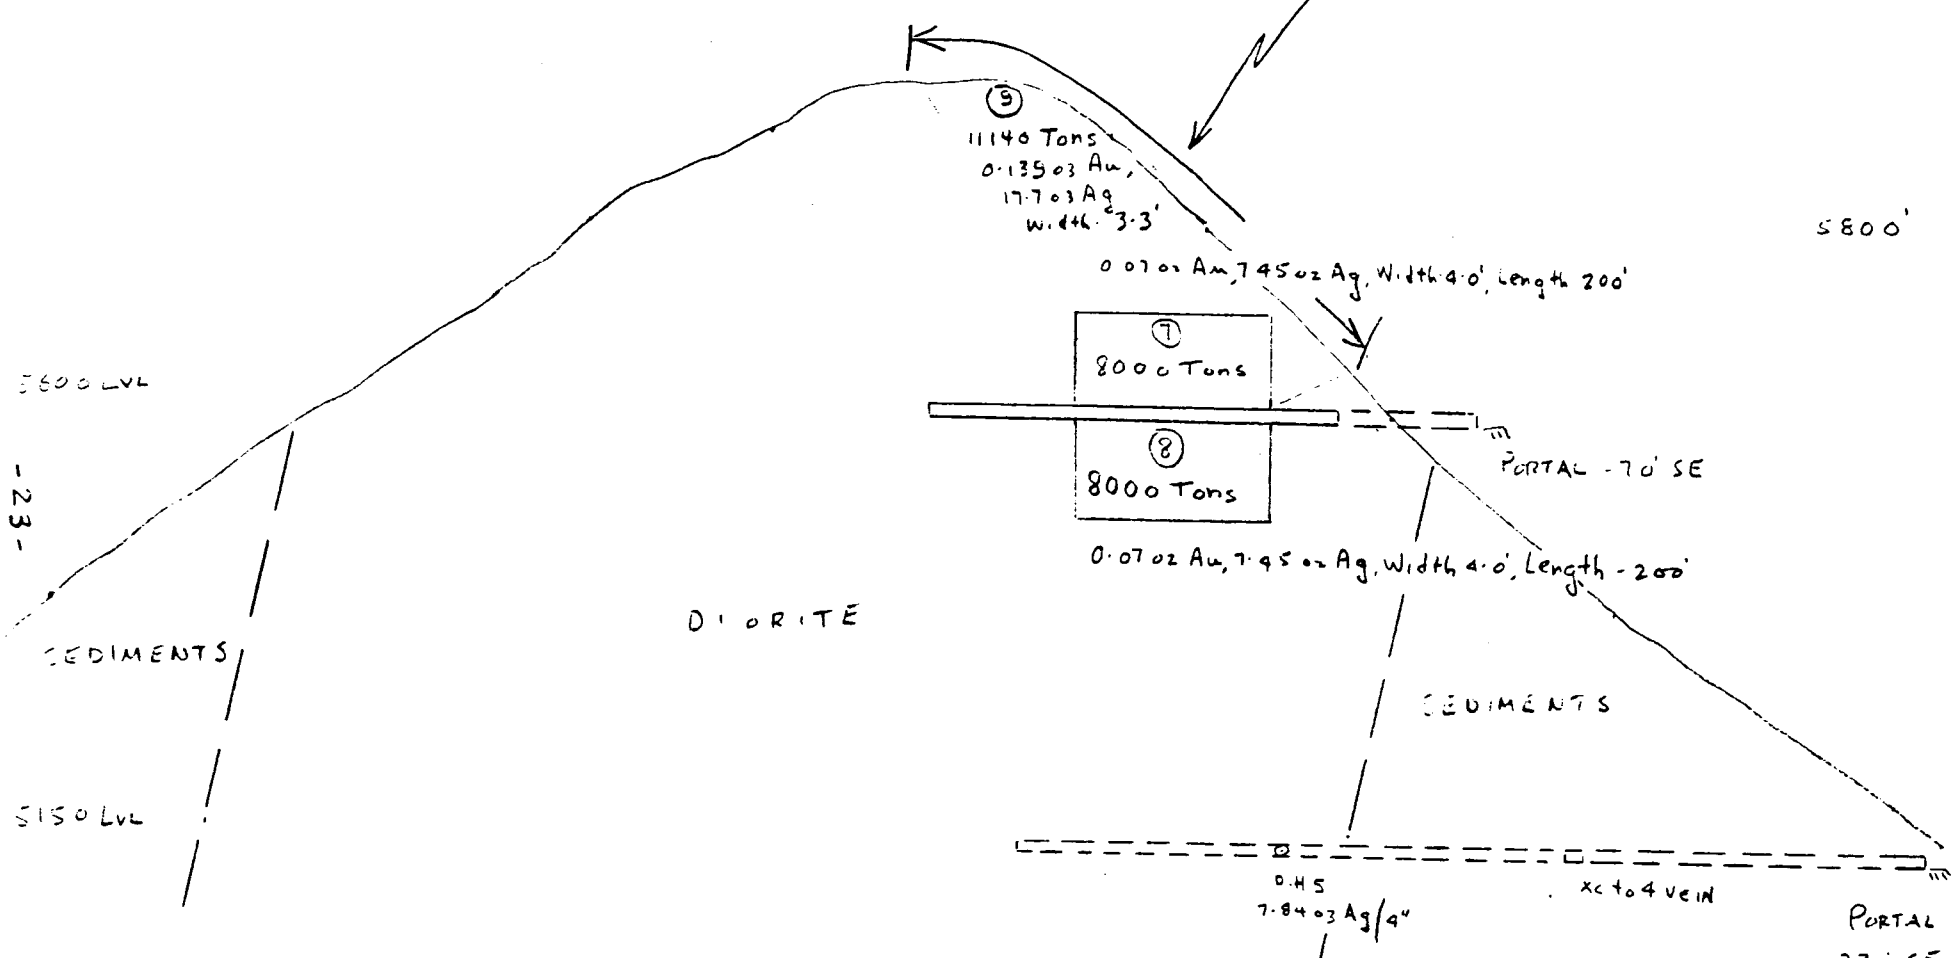 ⑨
11140 Tons
Au,
17.7 oz Ag
Width - 3.3'
5800'
0.07 oz Au, 7.45 oz Ag, Width 4.0', Length 200'
⑦
8000 Tons
5600 LVL
⑧
8000 Tons
PORTAL - 70' SE
-23-
0.07 oz Au, 7.45 oz Ag, Width 4.0', Length - 200'
DIORITE
SEDIMENTS
SEDIMENTS
5150 LVL
D.H 5
7.84 oz Ag/4"
xc to 4 VEIN
PORTAL
SE